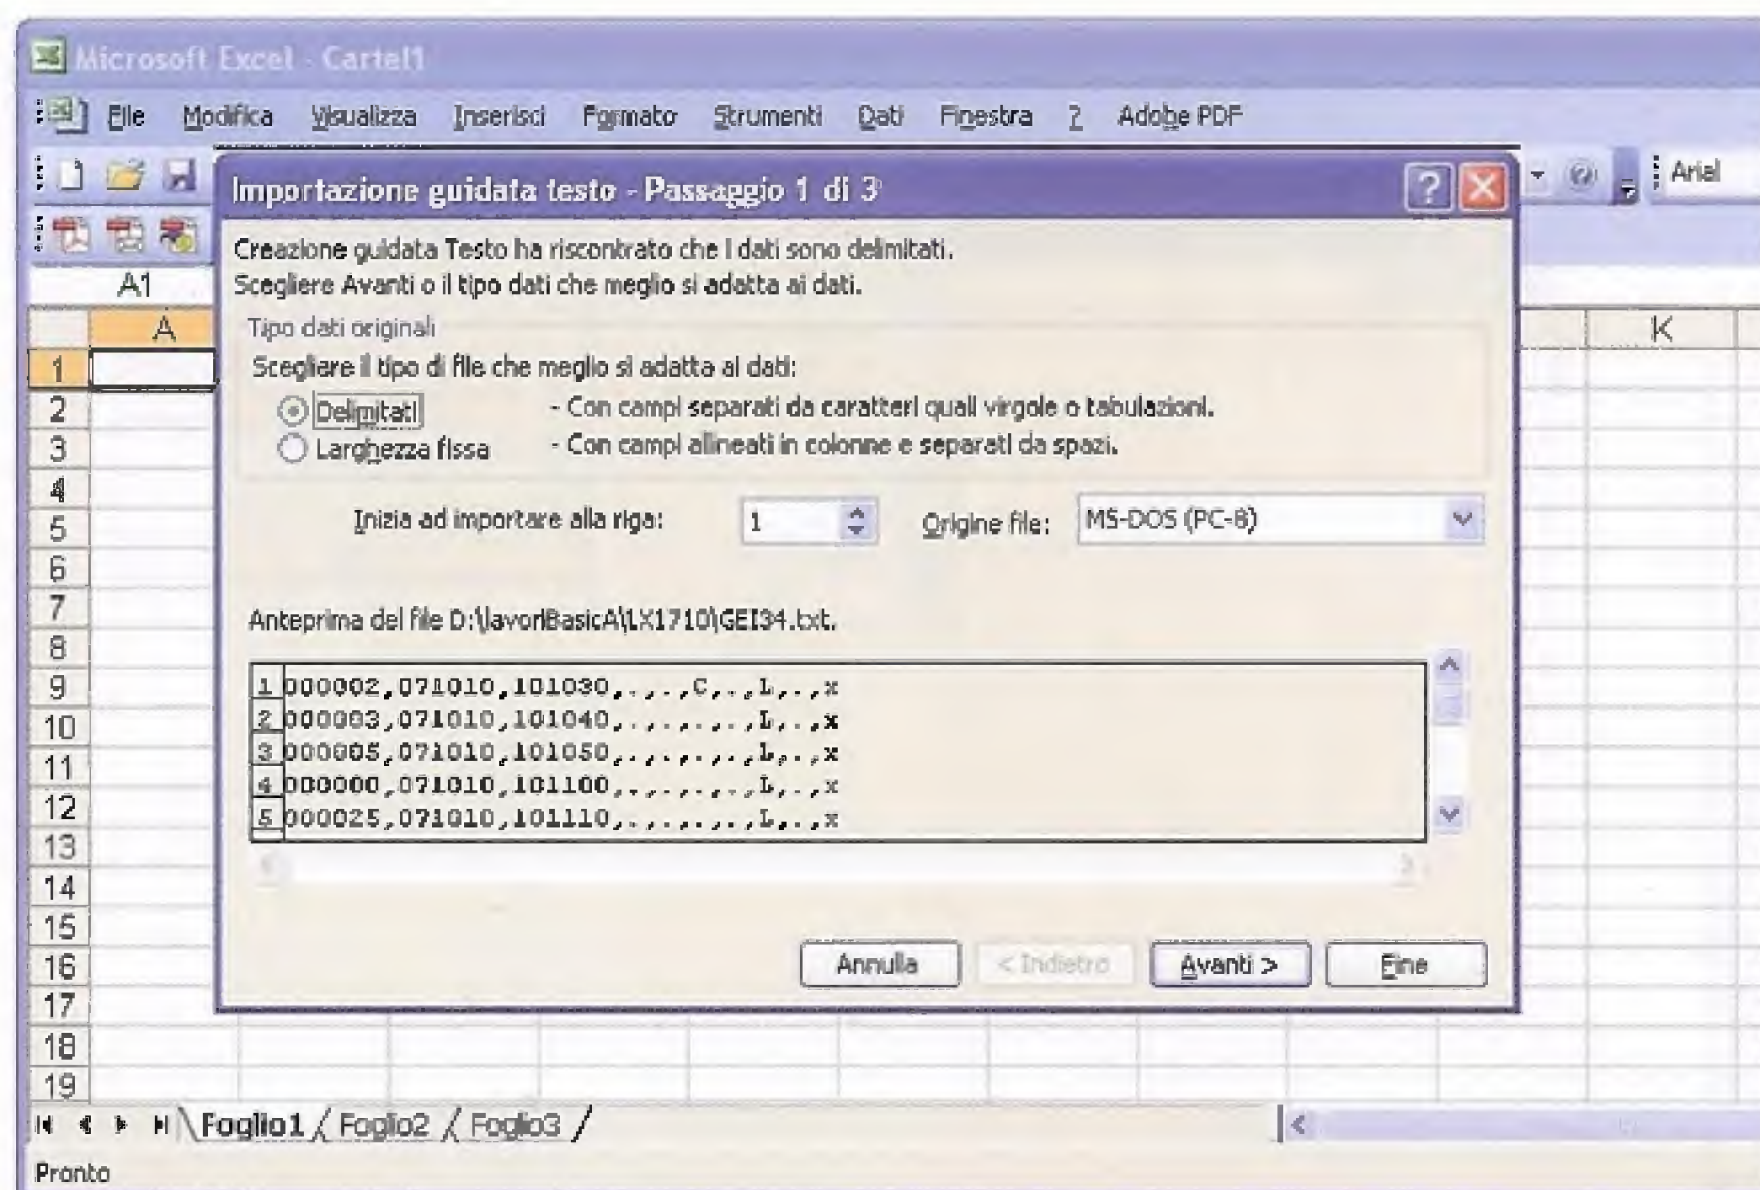 Microsoft Excel - Cartel1
File Modifica Visualizza Inserisci Formato Strumenti Dati Finestra ? Adobe PDF
Arial
Importazione guidata testo - Passaggio 1 di 3
Creazione guidata Testo ha riscontrato che i dati sono delimitati.
Scegliere Avanti o il tipo dati che meglio si adatta ai dati.
A1
Tipo dati originali
A K
Scegliere il tipo di file che meglio si adatta ai dati:
Delimitati - Con campi separati da caratteri quali virgole o tabulazioni.
Larghezza fissa - Con campi allineati in colonne e separati da spazi.
Inizia ad importare alla riga: 1 Origine file: MS-DOS (PC-8)
Anteprima del file D:\lavoriBasicA\LX1710\GEI34.txt.
1 000002,071010,101030,,,,C,,,L,,,x
2 000003,071010,101040,,,,,,,L,,,x
3 000005,071010,101050,,,,,,,L,,,x
4 000000,071010,101100,,,,,,,L,,,x
5 000025,071010,101110,,,,,,,L,,,x
Annulla < Indietro Avanti > Fine
1
2
3
4
5
6
7
8
9
10
11
12
13
14
15
16
17
18
19
Foglio1 / Foglio2 / Foglio3 /
Pronto